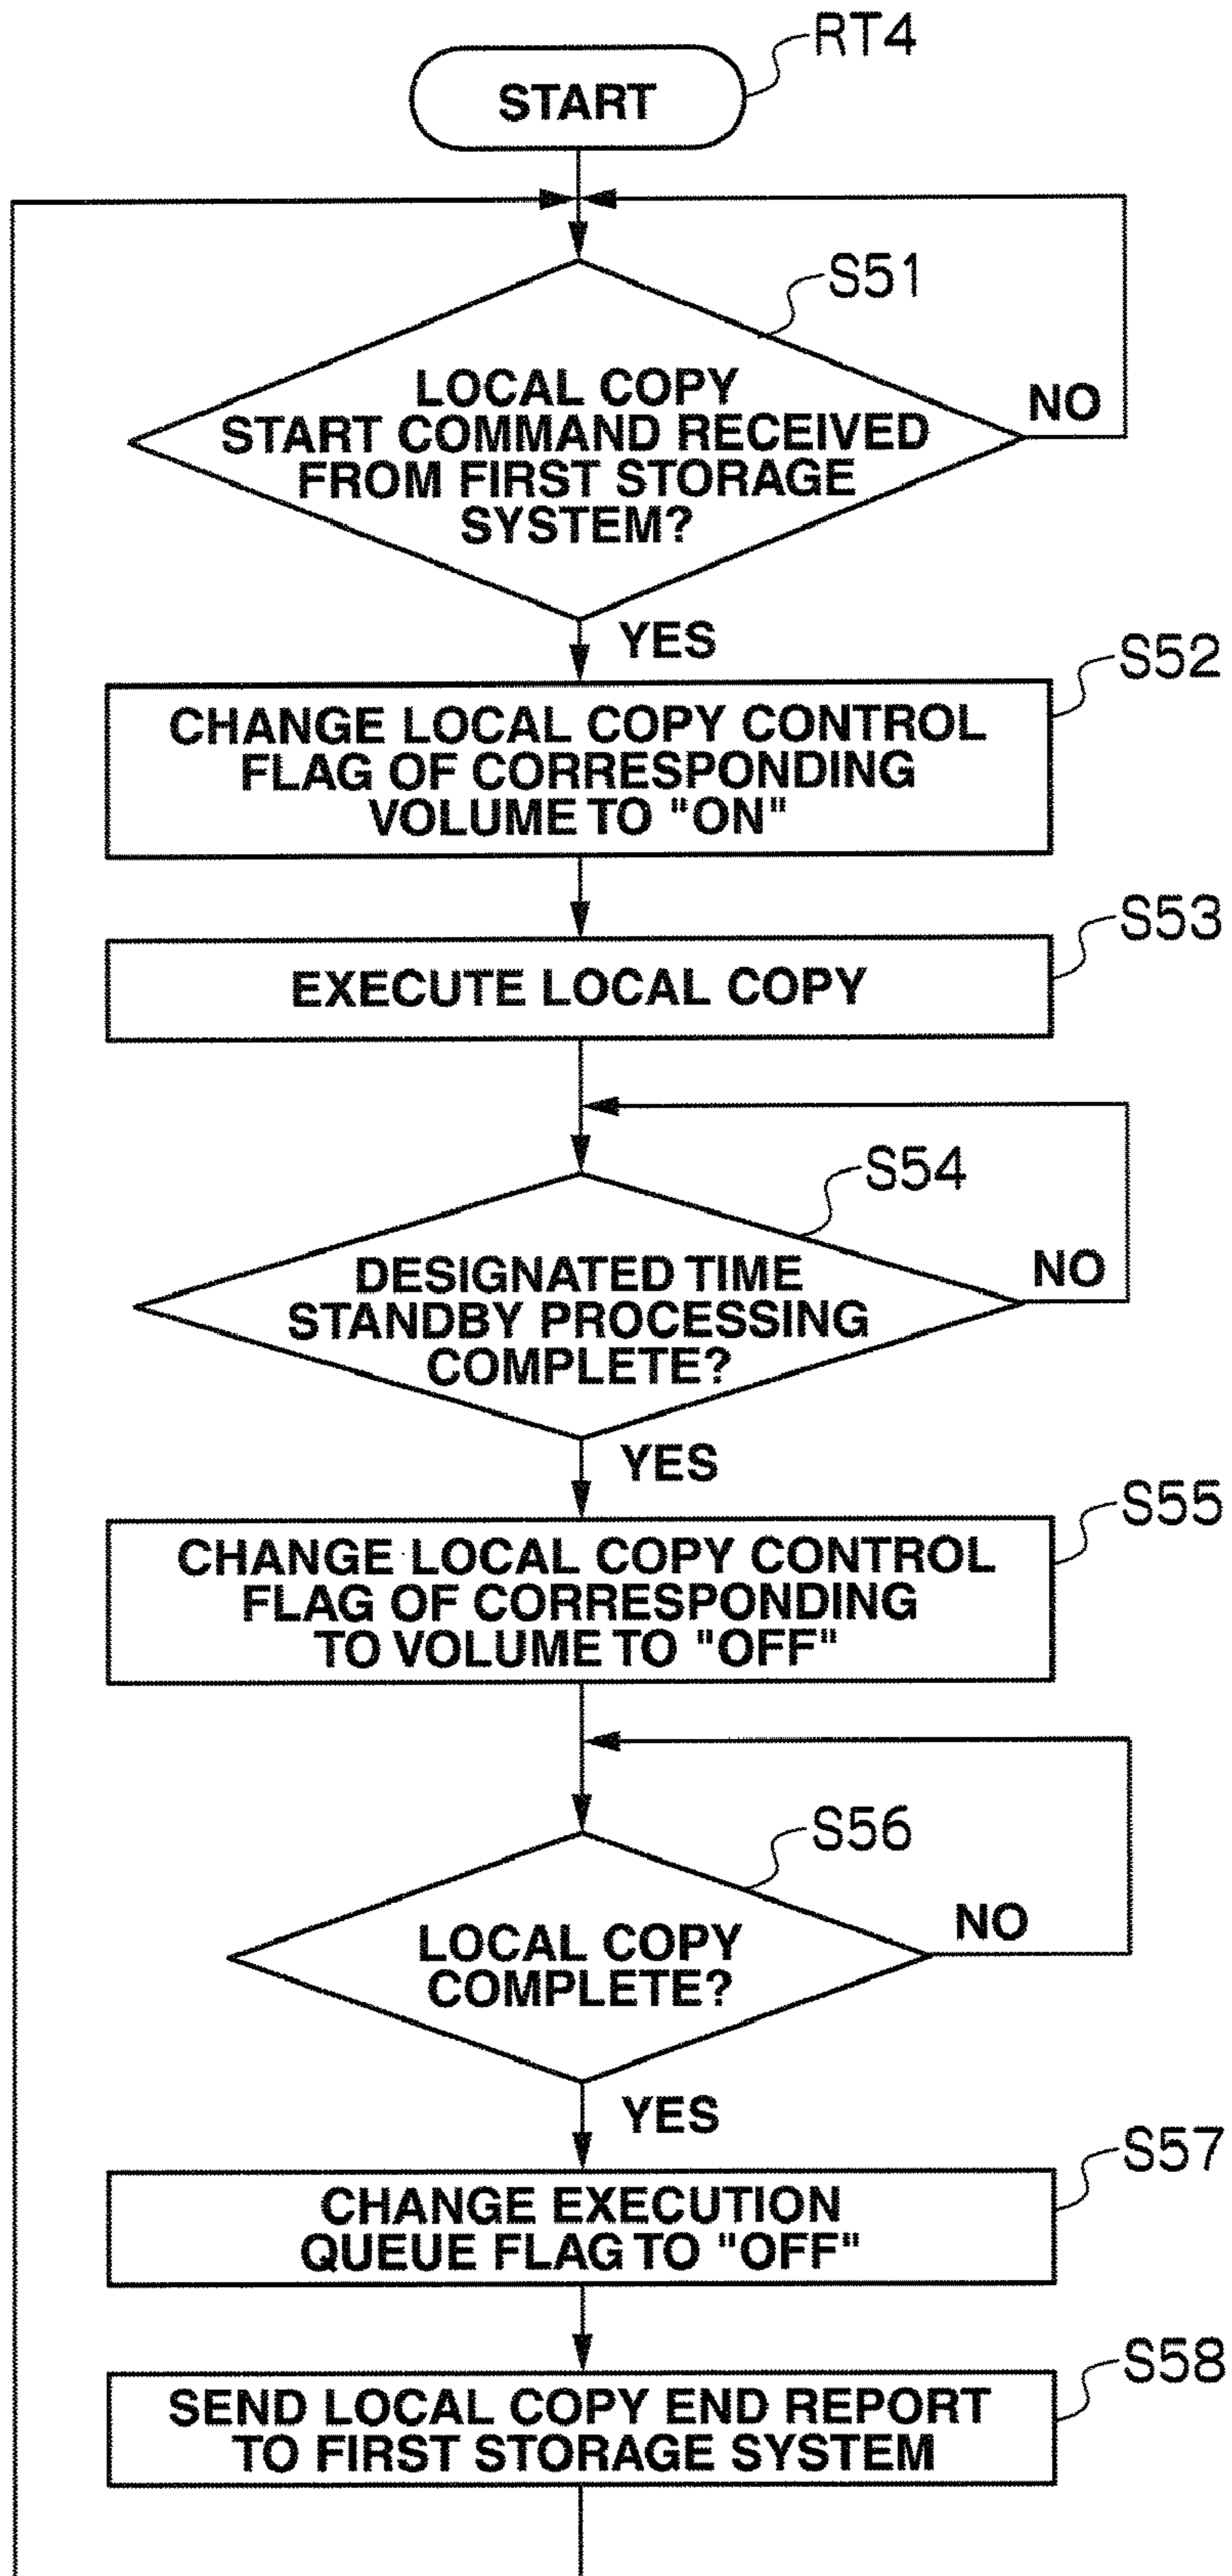 RT4
START
S51
LOCAL COPY
START COMMAND RECEIVED
FROM FIRST STORAGE
SYSTEM?
NO
YES
S52
CHANGE LOCAL COPY CONTROL
FLAG OF CORRESPONDING
VOLUME TO "ON"
S53
EXECUTE LOCAL COPY
S54
DESIGNATED TIME
STANDBY PROCESSING
COMPLETE?
NO
YES
S55
CHANGE LOCAL COPY CONTROL
FLAG OF CORRESPONDING
TO VOLUME TO "OFF"
S56
LOCAL COPY
COMPLETE?
NO
YES
S57
CHANGE EXECUTION
QUEUE FLAG TO "OFF"
S58
SEND LOCAL COPY END REPORT
TO FIRST STORAGE SYSTEM